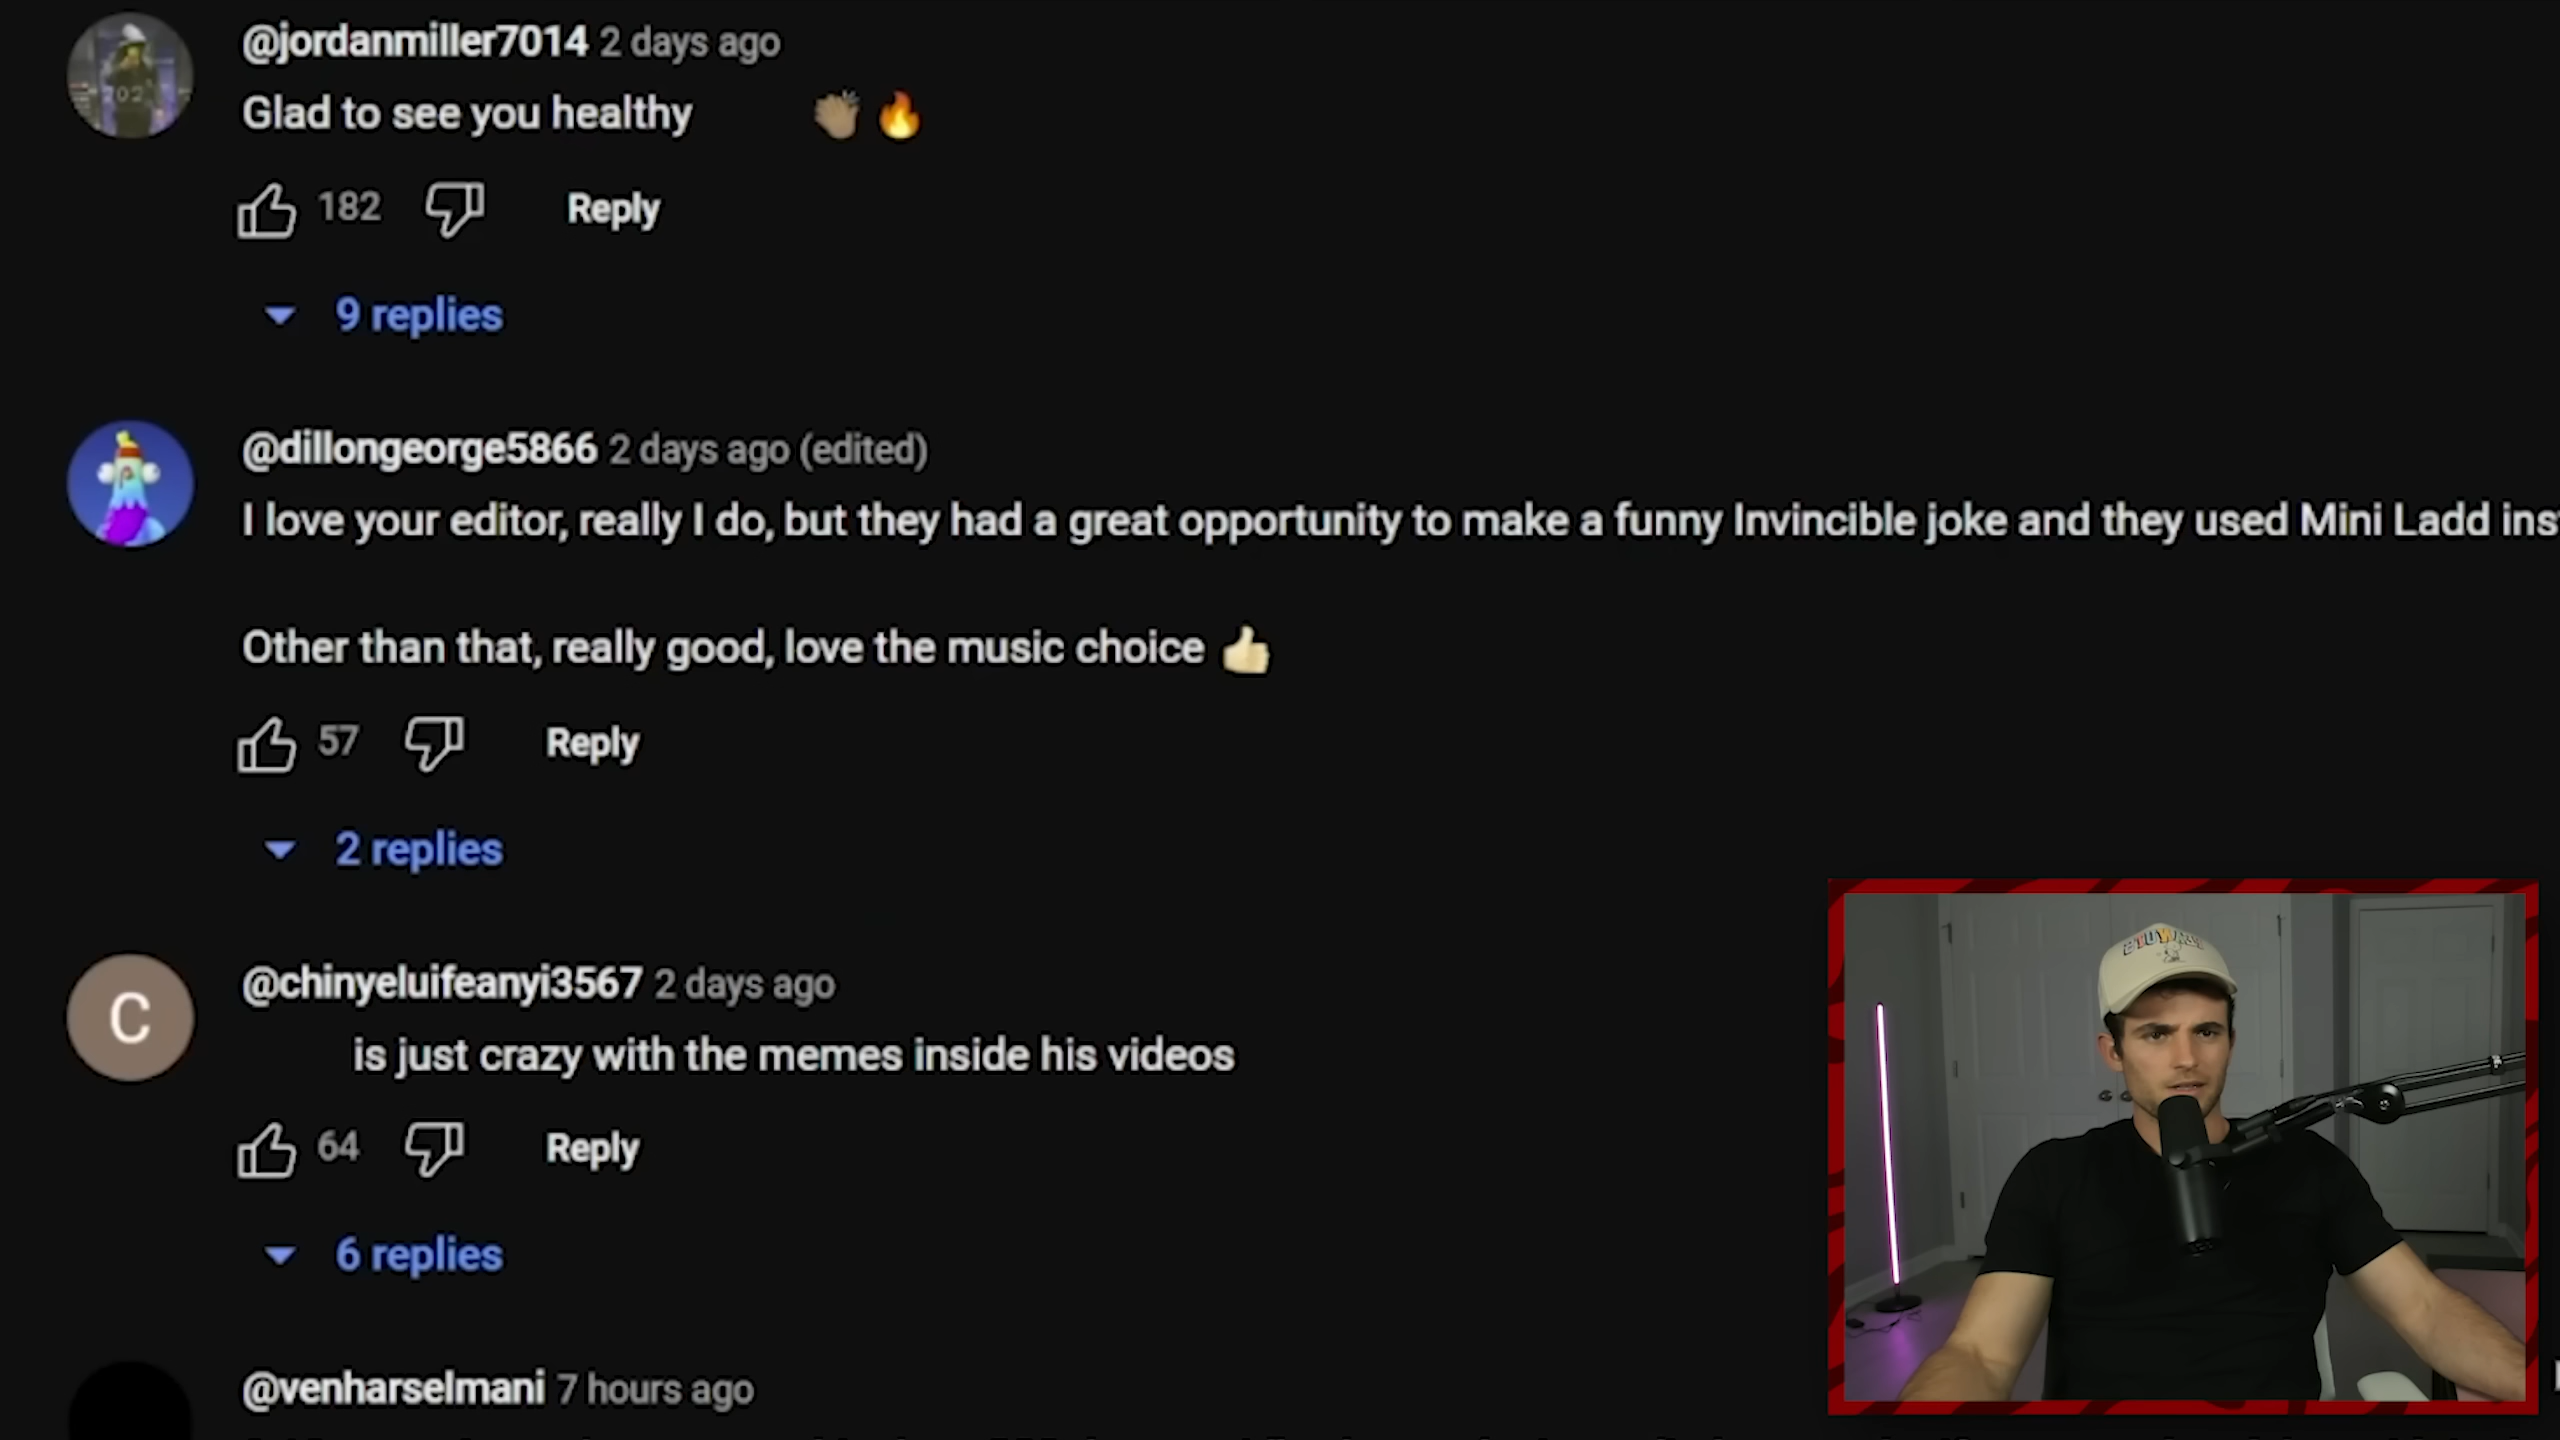 @jordanmiller7014 2 days ago
Glad to see you healthy 👏🏽 🔥
182 Reply
9 replies
@dillongeorge5866 2 days ago (edited)
I love your editor, really I do, but they had a great opportunity to make a funny Invincible joke and they used Mini Ladd ins
Other than that, really good, love the music choice 👍🏻
57 Reply
2 replies
C
@chinyeluifeanyi3567 2 days ago
is just crazy with the memes inside his videos
64 Reply
6 replies
@venharselmani 7 hours ago